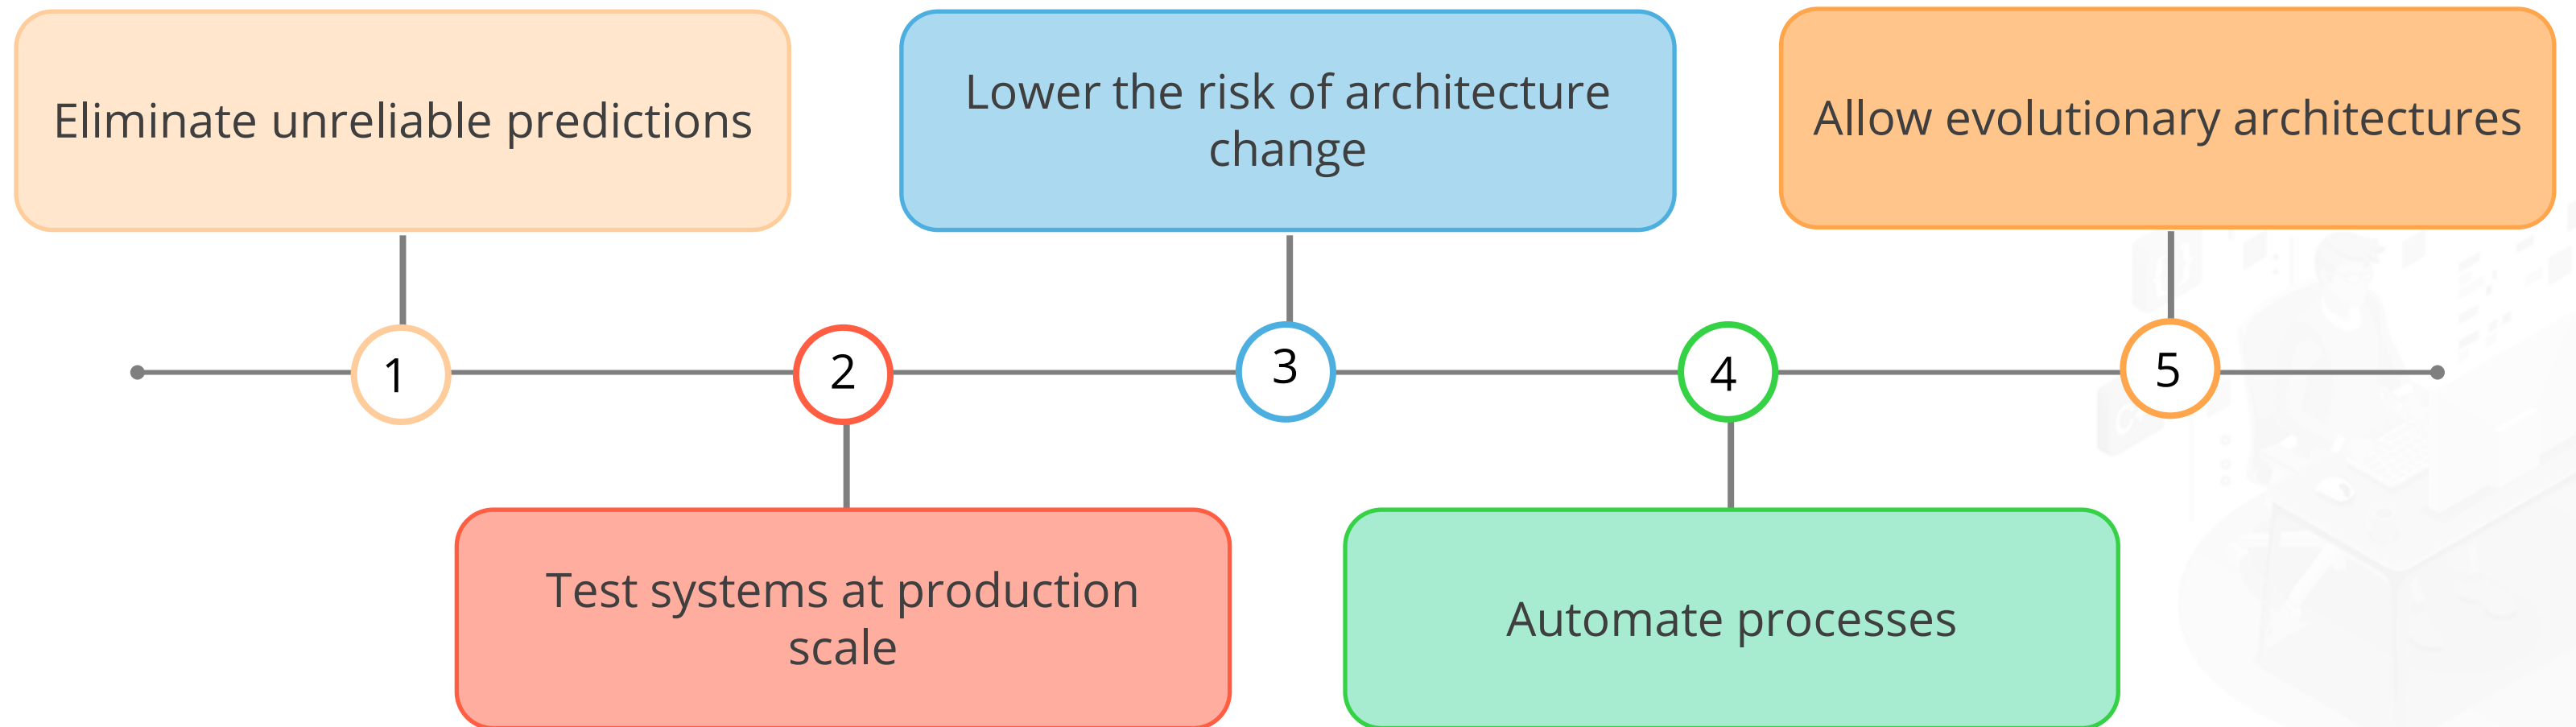 Eliminate unreliable predictions
Lower the risk of architecture
change
Allow evolutionary architectures
1
2
3
4
5
Test systems at production
scale
Automate processes